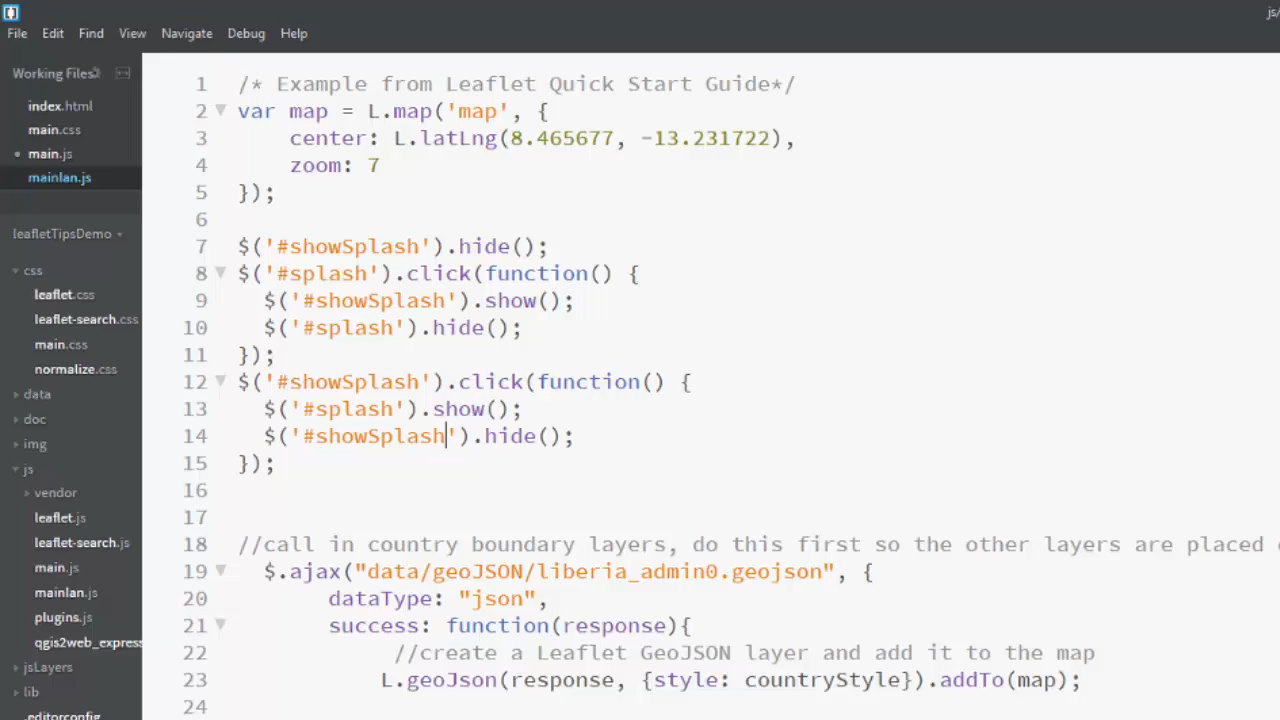 js/
File Edit Find View Navigate Debug Help
Working Files
index.html
main.css
main.js
mainlan.js
leafletTipsDemo
css
leaflet.css
leaflet-search.css
main.css
normalize.css
data
doc
img
js
vendor
leaflet.js
leaflet-search.js
main.js
mainlan.js
plugins.js
qgis2web_express
jsLayers
lib
.editorconfig
1 /* Example from Leaflet Quick Start Guide*/
2 var map = L.map('map', {
3 center: L.latLng(8.465677, -13.231722),
4 zoom: 7
5 });
6
7 $('#showSplash').hide();
8 $('#splash').click(function() {
9 $('#showSplash').show();
10 $('#splash').hide();
11 });
12 $('#showSplash').click(function() {
13 $('#splash').show();
14 $('#showSplash').hide();
15 });
16
17
18 //call in country boundary layers, do this first so the other layers are placed
19 $.ajax("data/geoJSON/liberia_admin0.geojson", {
20 dataType: "json",
21 success: function(response){
22 //create a Leaflet GeoJSON layer and add it to the map
23 L.geoJson(response, {style: countryStyle}).addTo(map);
24